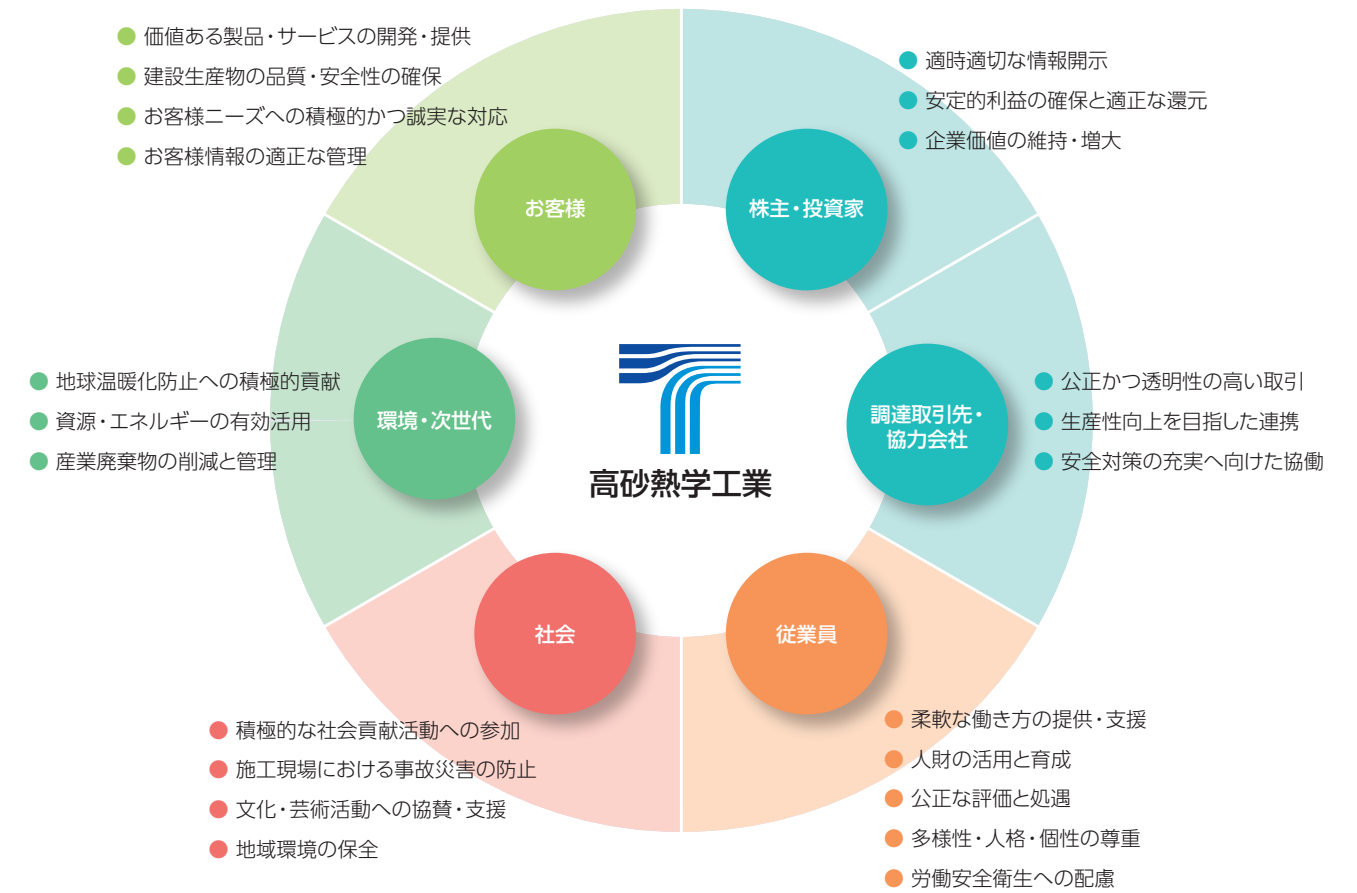 価値ある製品・サービスの開発・提供
建設生産物の品質・安全性の確保
お客様ニーズへの積極的かつ誠実な対応
お客様情報の適正な管理
お客様
適時適切な情報開示
安定的利益の確保と適正な還元
企業価値の維持・増大
株主・投資家
地球温暖化防止への積極的貢献
資源・エネルギーの有効活用
産業廃棄物の削減と管理
環境・次世代
高砂熱学工業
調達取引先・
協力会社
公正かつ透明性の高い取引
生産性向上を目指した連携
安全対策の充実へ向けた協働
社会
積極的な社会貢献活動への参加
施工現場における事故災害の防止
文化・芸術活動への協賛・支援
地域環境の保全
従業員
柔軟な働き方の提供・支援
人財の活用と育成
公正な評価と処遇
多様性・人格・個性の尊重
労働安全衛生への配慮